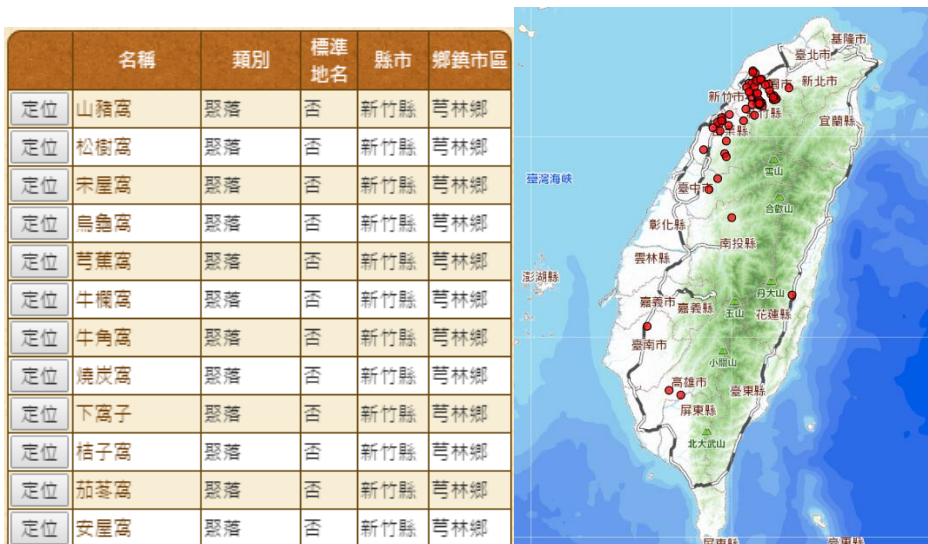 名稱 類別 標準地名 縣市 鄉鎮市區
定位 山豬窩 聚落 否 新竹縣 芎林鄉
定位 松樹窩 聚落 否 新竹縣 芎林鄉
定位 宋屋窩 聚落 否 新竹縣 芎林鄉
定位 烏龜窩 聚落 否 新竹縣 芎林鄉
定位 芎蕉窩 聚落 否 新竹縣 芎林鄉
定位 牛欄窩 聚落 否 新竹縣 芎林鄉
定位 牛角窩 聚落 否 新竹縣 芎林鄉
定位 燒炭窩 聚落 否 新竹縣 芎林鄉
定位 下窩子 聚落 否 新竹縣 芎林鄉
定位 桔子窩 聚落 否 新竹縣 芎林鄉
定位 茄苳窩 聚落 否 新竹縣 芎林鄉
定位 安屋窩 聚落 否 新竹縣 芎林鄉
基隆市
臺北市
新北市
園市
新竹市
竹縣
宜蘭縣
雪山
臺灣海峽
臺中市
合歡山
彰化縣
南投縣
雲林縣
澎湖縣
丹大山
嘉義市
嘉義縣
玉山
花蓮縣
臺南市
小關山
高雄市
臺東縣
屏東縣
北大武山
屏東縣
臺東縣